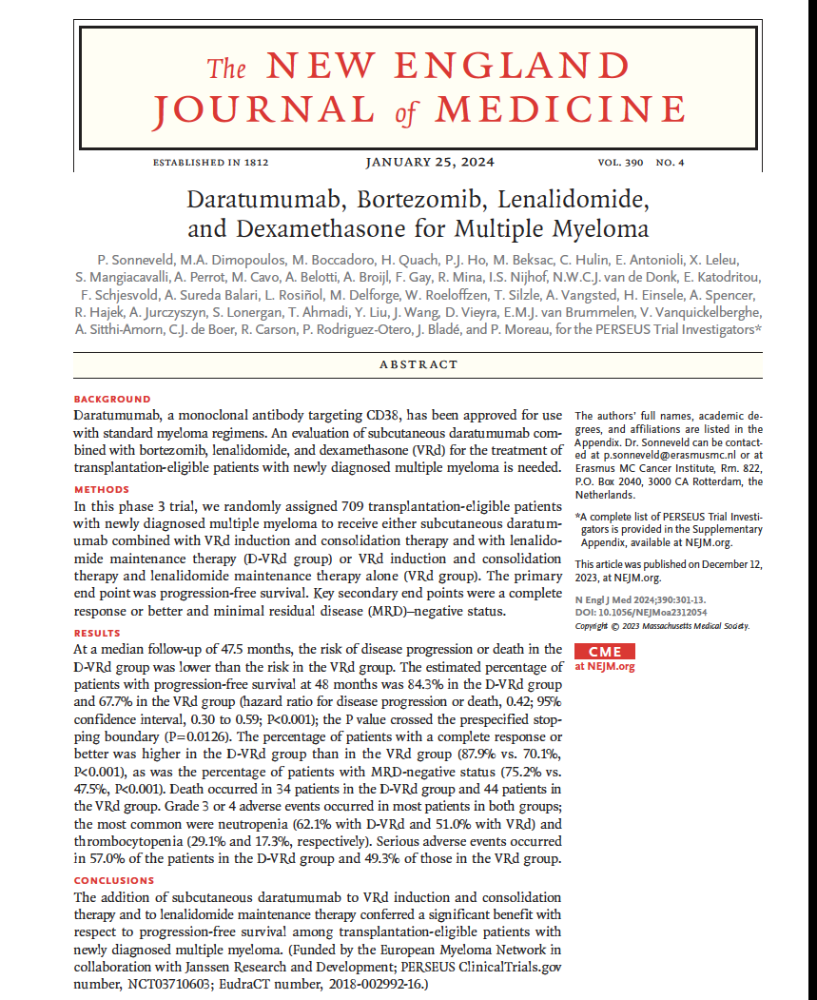 The NEW ENGLAND
JOURNAL of MEDICINE
ESTABLISHED IN 1812
JANUARY 25, 2024
VOL. 390 NO. 4
Daratumumab, Bortezomib, Lenalidomide,
and Dexamethasone for Multiple Myeloma
P. Sonneveld, M.A. Dimopoulos, M. Boccadoro, H. Quach, P.J. Ho, M. Beksac, C. Hulin, E. Antonioli, X. Leleu,
S. Mangiacavalli, A. Perrot, M. Cavo, A. Belotti, A. Broijl, F. Gay, R. Mina, I.S. Nijhof, N.W.C.J. van de Donk, E. Katodritou,
F. Schjesvold, A. Sureda Balari, L. Rosiñol, M. Delforge, W. Roeloffzen, T. Silzle, A. Vangsted, H. Einsele, A. Spencer,
R. Hajek, A. Jurczyszyn, S. Lonergan, T. Ahmadi, Y. Liu, J. Wang, D. Vieyra, E.M.J. van Brummelen, V. Vanquickelberghe,
A. Sitthi-Amorn, C.J. de Boer, R. Carson, P. Rodriguez-Otero, J. Bladé, and P. Moreau, for the PERSEUS Trial Investigators*
ABSTRACT
BACKGROUND
Daratumumab, a monoclonal antibody targeting CD38, has been approved for use
with standard myeloma regimens. An evaluation of subcutaneous daratumumab com-
bined with bortezomib, lenalidomide, and dexamethasone (VRd) for the treatment of
transplantation-eligible patients with newly diagnosed multiple myeloma is needed.
METHODS
In this phase 3 trial, we randomly assigned 709 transplantation-eligible patients
with newly diagnosed multiple myeloma to receive either subcutaneous daratum-
umab combined with VRd induction and consolidation therapy and with lenalido-
mide maintenance therapy (D-VRd group) or VRd induction and consolidation
therapy and lenalidomide maintenance therapy alone (VRd group). The primary
end point was progression-free survival. Key secondary end points were a complete
response or better and minimal residual disease (MRD)–negative status.
RESULTS
At a median follow-up of 47.5 months, the risk of disease progression or death in the
D-VRd group was lower than the risk in the VRd group. The estimated percentage of
patients with progression-free survival at 48 months was 84.3% in the D-VRd group
and 67.7% in the VRd group (hazard ratio for disease progression or death, 0.42; 95%
confidence interval, 0.30 to 0.59; P<0.001); the P value crossed the prespecified stop-
ping boundary (P=0.0126). The percentage of patients with a complete response or
better was higher in the D-VRd group than in the VRd group (87.9% vs. 70.1%,
P<0.001), as was the percentage of patients with MRD-negative status (75.2% vs.
47.5%, P<0.001). Death occurred in 34 patients in the D-VRd group and 44 patients in
the VRd group. Grade 3 or 4 adverse events occurred in most patients in both groups;
the most common were neutropenia (62.1% with D-VRd and 51.0% with VRd) and
thrombocytopenia (29.1% and 17.3%, respectively). Serious adverse events occurred
in 57.0% of the patients in the D-VRd group and 49.3% of those in the VRd group.
CONCLUSIONS
The addition of subcutaneous daratumumab to VRd induction and consolidation
therapy and to lenalidomide maintenance therapy conferred a significant benefit with
respect to progression-free survival among transplantation-eligible patients with
newly diagnosed multiple myeloma. (Funded by the European Myeloma Network in
collaboration with Janssen Research and Development; PERSEUS ClinicalTrials.gov
number, NCT03710603; EudraCT number, 2018-002992-16.)
The authors' full names, academic de-
grees, and affiliations are listed in the
Appendix. Dr. Sonneveld can be contact-
ed at p.sonneveld@erasmusmc.nl or at
Erasmus MC Cancer Institute, Rm. 822,
P.O. Box 2040, 3000 CA Rotterdam, the
Netherlands.
*A complete list of PERSEUS Trial Investi-
gators is provided in the Supplementary
Appendix, available at NEJM.org.
This article was published on December 12,
2023, at NEJM.org.
N Engl J Med 2024;390:301-13.
DOI: 10.1056/NEJMoa2312054
Copyright © 2023 Massachusetts Medical Society.
CME
at NEJM.org